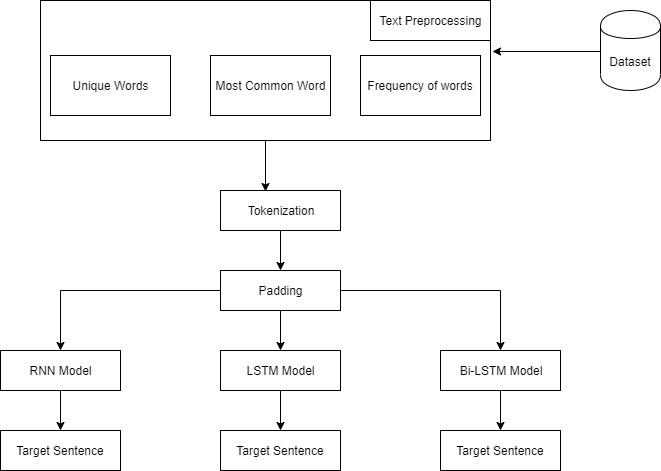 Text Preprocessing
Dataset
Unique Words
Most Common Word
Frequency of words
Tokenization
Padding
RNN Model
LSTM Model
Bi-LSTM Model
Target Sentence
Target Sentence
Target Sentence